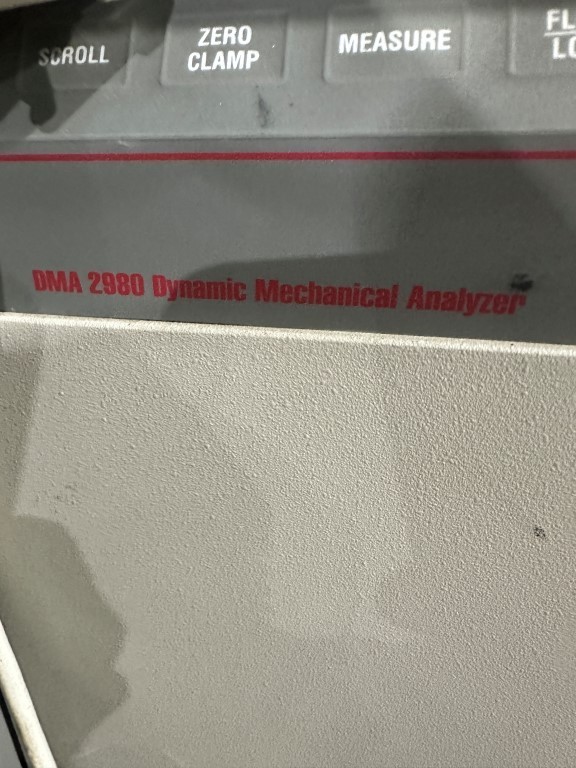 SCROLL
ZERO
CLAMP
MEASURE
DMA 2980 Dynamic Mechanical Analyzer